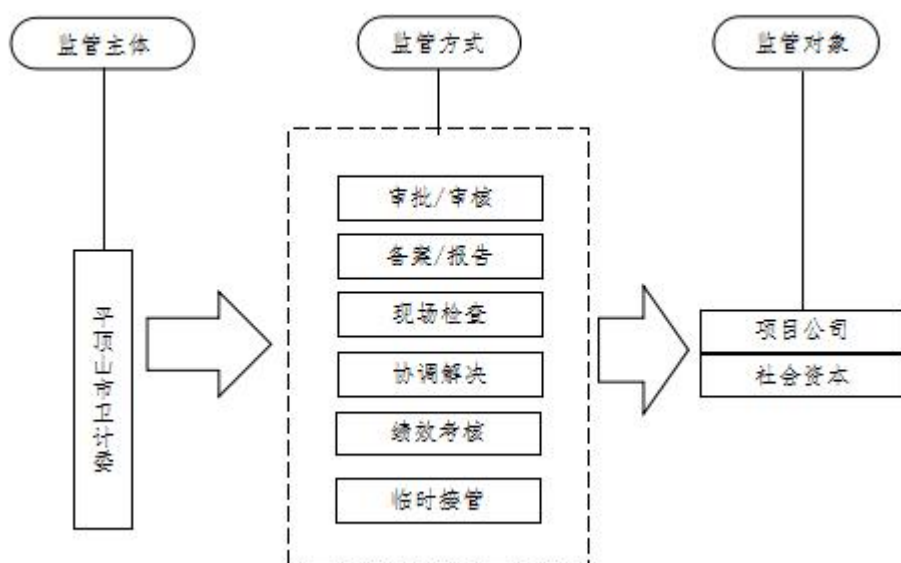 监管主体
监管方式
监管对象
审批/审核
备案/报告
现场检查
协调解决
绩效考核
临时接管
平顶山市卫计委
项目公司
社会资本